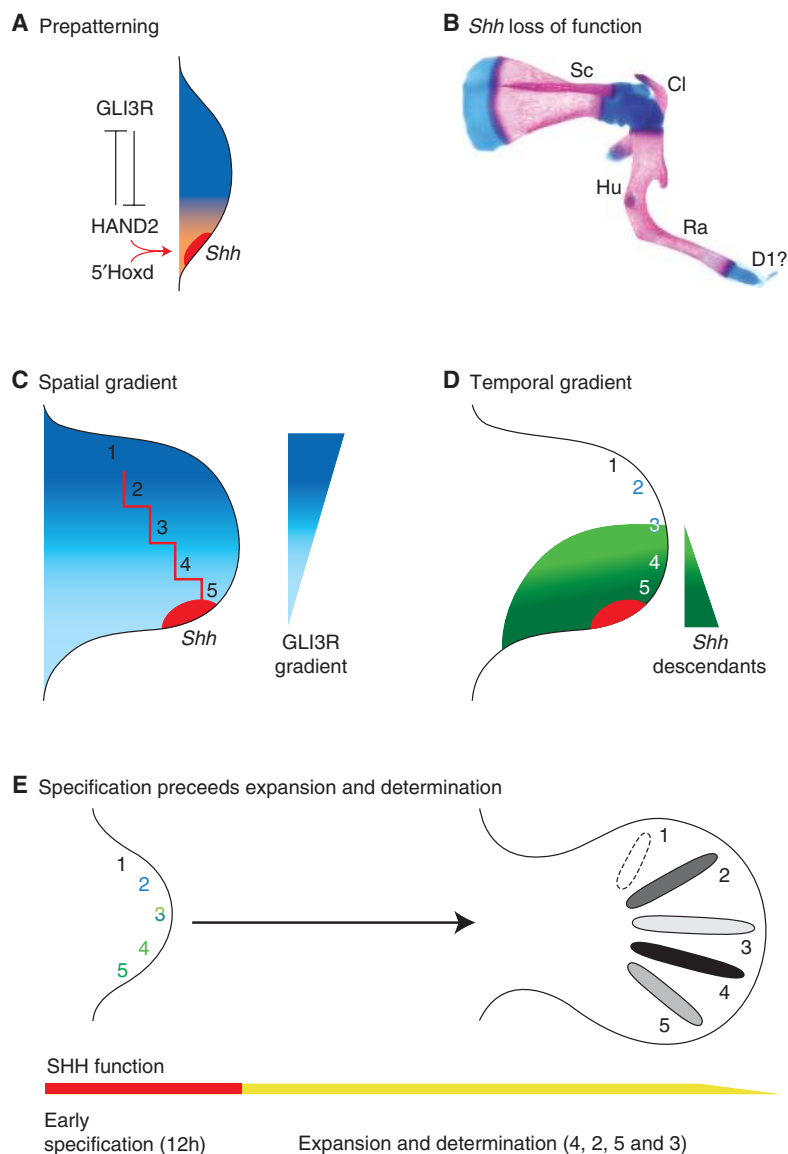 A Prepatterning
GLI3R
HAND2
5′Hoxd
Shh
B Shh loss of function
Sc
Cl
Hu
Ra
D1?
C Spatial gradient
1
2
3
4
5
Shh
GLI3R
gradient
D Temporal gradient
1
2
3
4
5
Shh
descendants
E Specification preceeds expansion and determination
1
2
3
4
5
1
2
3
4
5
SHH function
Early
specification (12h)
Expansion and determination (4, 2, 5 and 3)